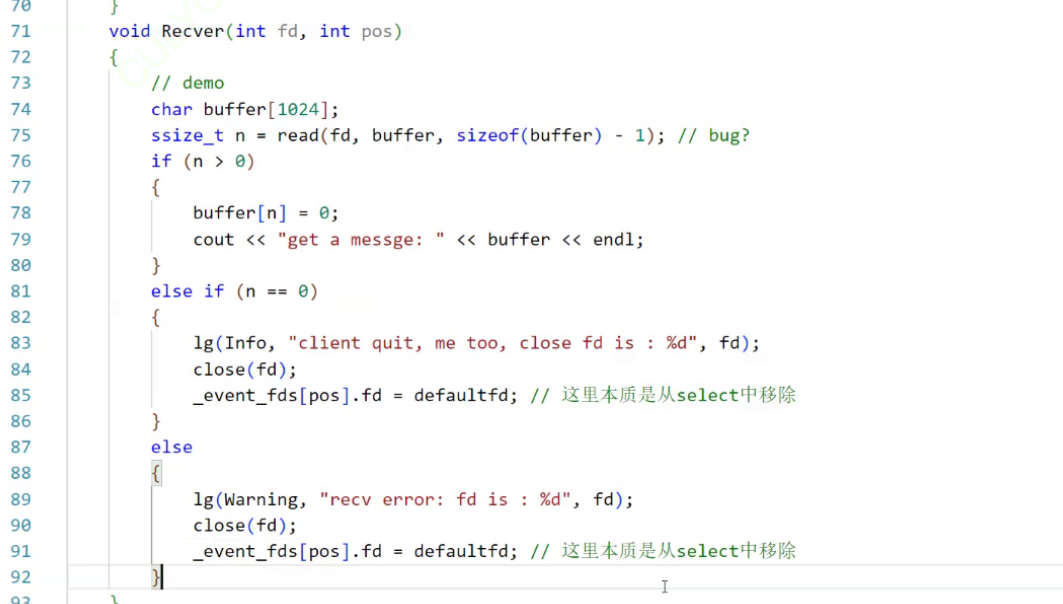 70 }
71 void Recver(int fd, int pos)
72 {
73 // demo
74 char buffer[1024];
75 ssize_t n = read(fd, buffer, sizeof(buffer) - 1); // bug?
76 if (n > 0)
77 {
78 buffer[n] = 0;
79 cout << "get a messge: " << buffer << endl;
80 }
81 else if (n == 0)
82 {
83 lg(Info, "client quit, me too, close fd is : %d", fd);
84 close(fd);
85 _event_fds[pos].fd = defaultfd; // 这里本质是从select中移除
86 }
87 else
88 {
89 lg(Warning, "recv error: fd is : %d", fd);
90 close(fd);
91 _event_fds[pos].fd = defaultfd; // 这里本质是从select中移除
92 }
93 }